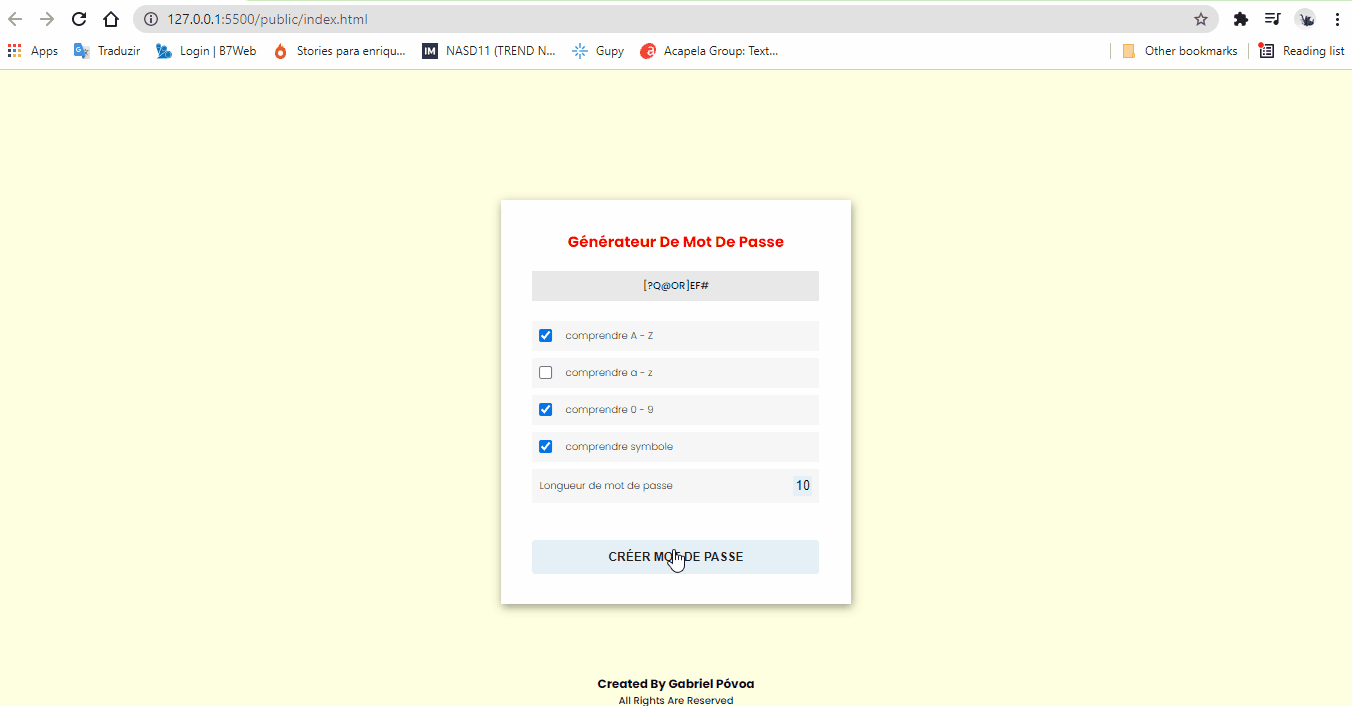 127.0.0.1:5500/public/index.html
Apps Traduzir Login | B7Web Stories para enriqu... IM NASD11 (TREND N... Gupy Acapela Group: Text... Other bookmarks Reading list
Générateur De Mot De Passe
[?Q@OR]EF#
comprendre A - Z
comprendre a - z
comprendre 0 - 9
comprendre symbole
Longueur de mot de passe 10
CRÉER MOT DE PASSE
Created By Gabriel Póvoa
All Rights Are Reserved